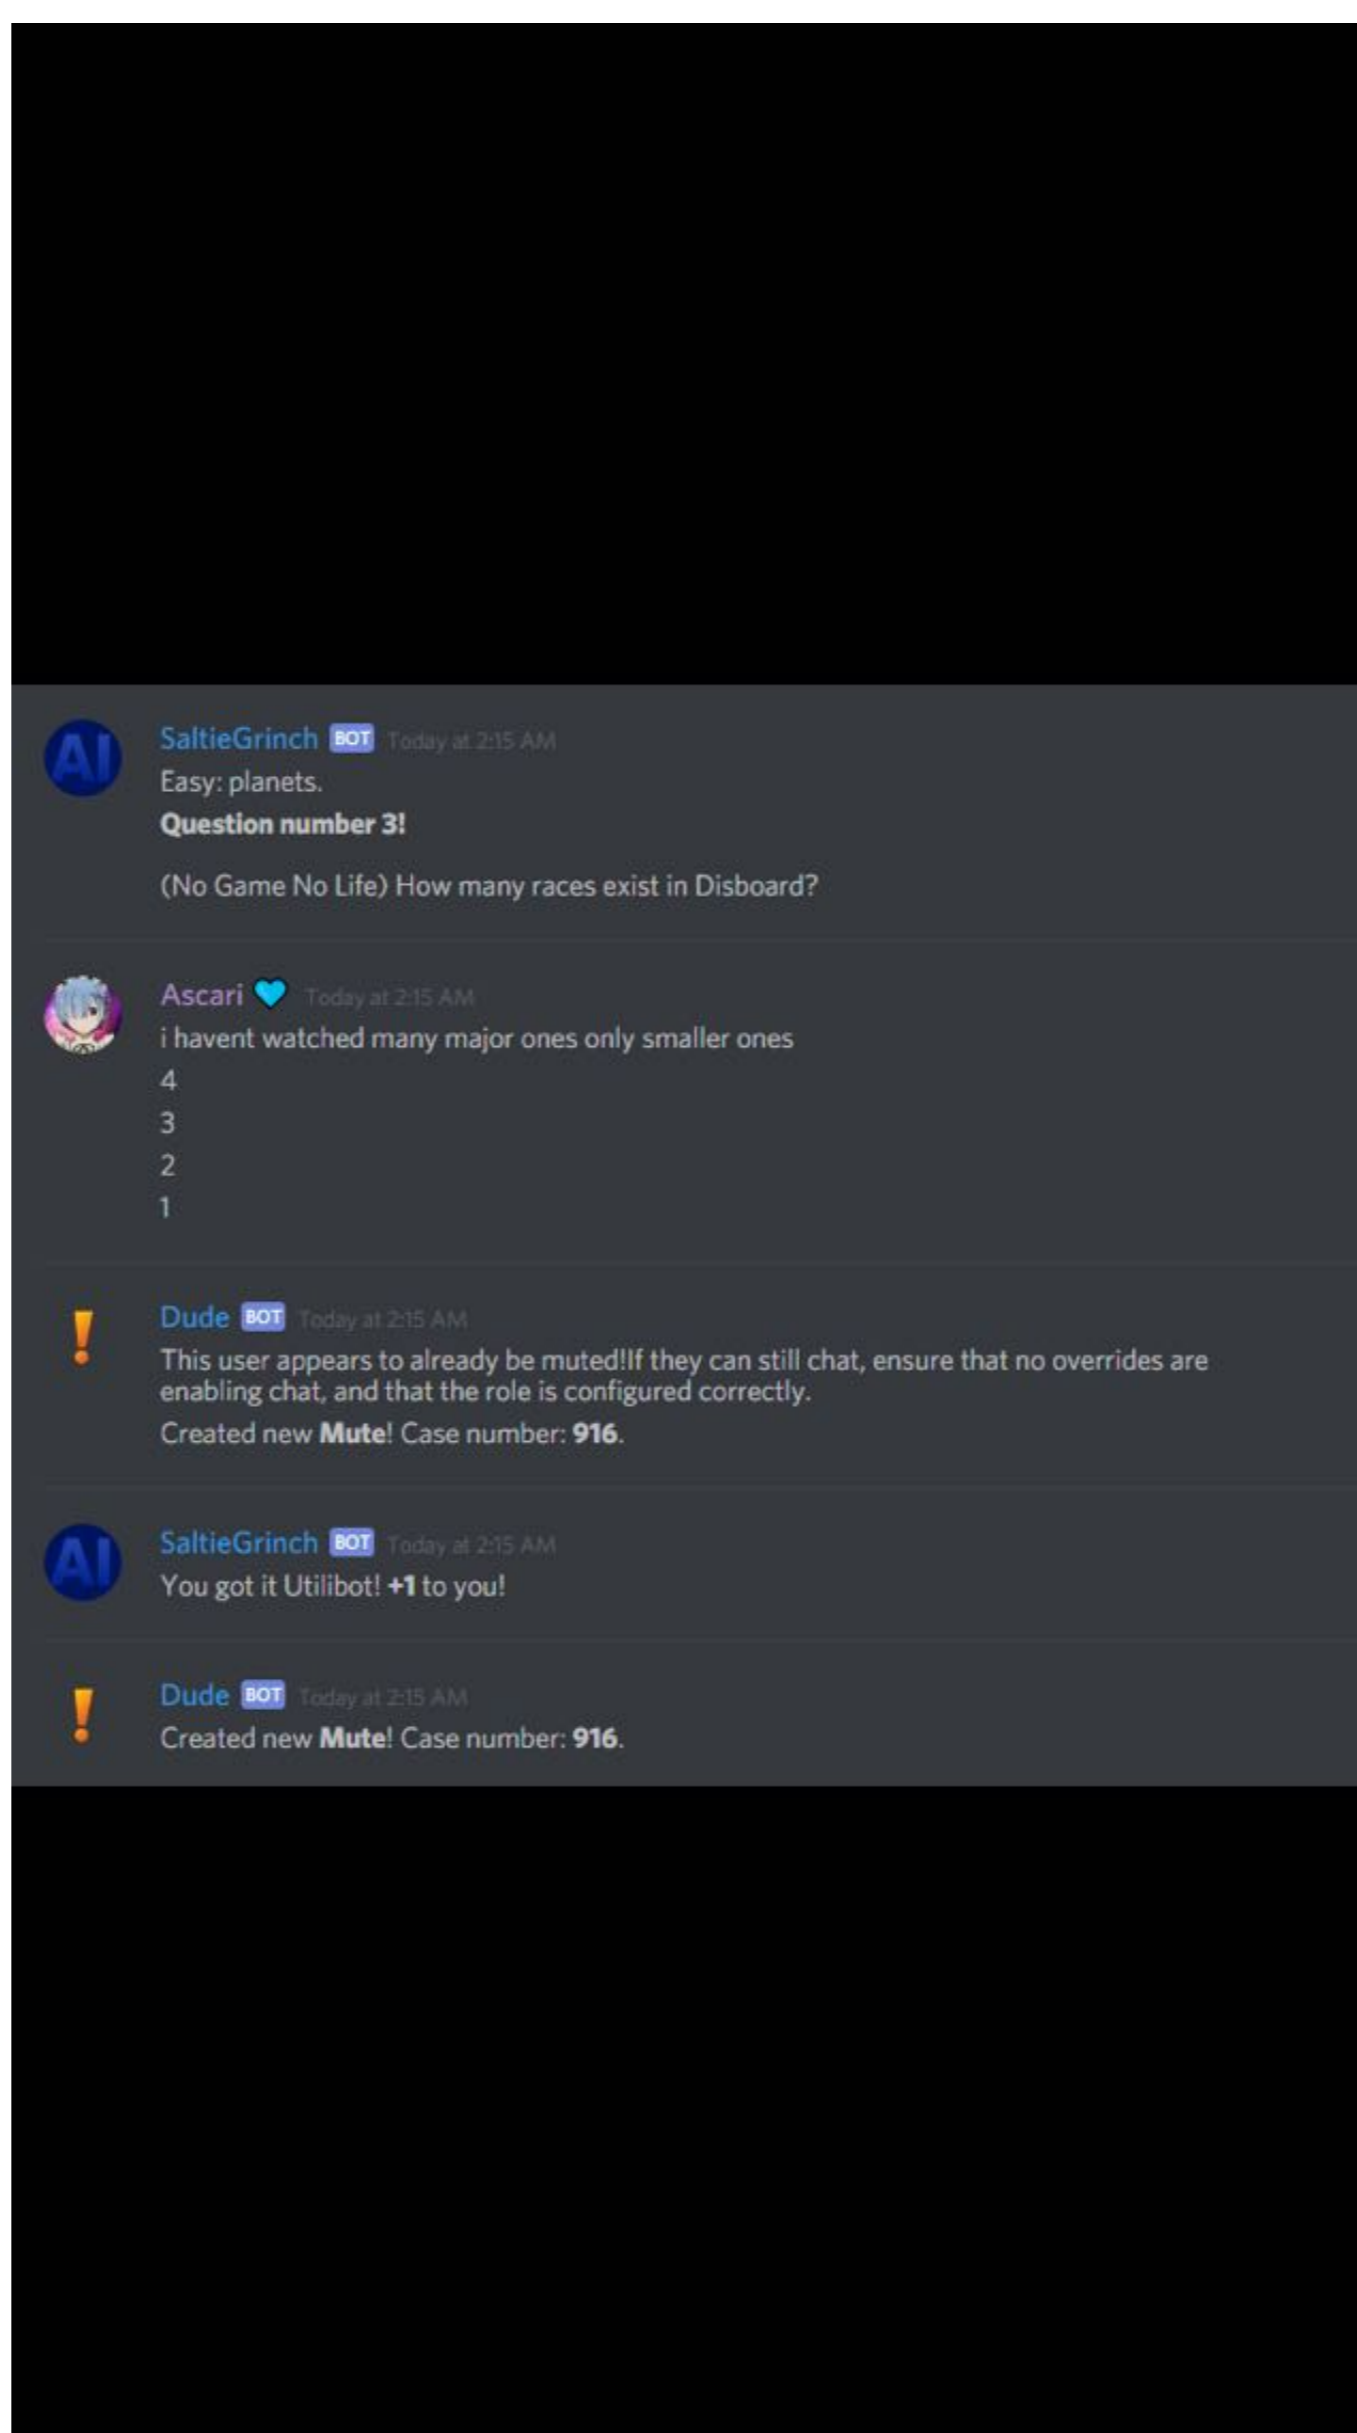 SaltieGrinch BOT Today at 2:15 AM
Easy: planets.
Question number 3!
(No Game No Life) How many races exist in Disboard?
Ascari Today at 2:15 AM
i havent watched many major ones only smaller ones
4
3
2
1
Dude BOT Today at 2:15 AM
This user appears to already be muted!If they can still chat, ensure that no overrides are
enabling chat, and that the role is configured correctly.
Created new Mute! Case number: 916.
SaltieGrinch BOT Today at 2:15 AM
You got it Utilibot! +1 to you!
Dude BOT Today at 2:15 AM
Created new Mute! Case number: 916.